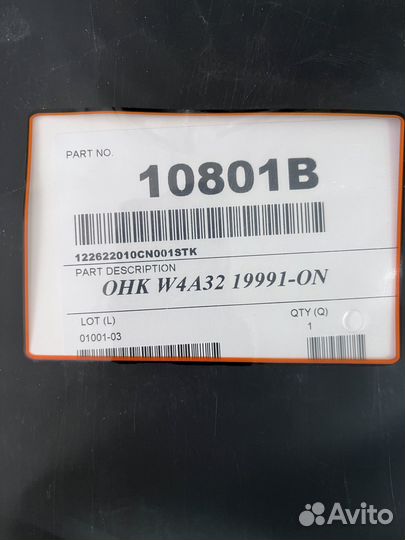 PART NO.
10801B
122622010CN001STK
PART DESCRIPTION
OHK W4A32 19991-ON
LOT (L)
QTY (Q)
01001-03
1
Avito